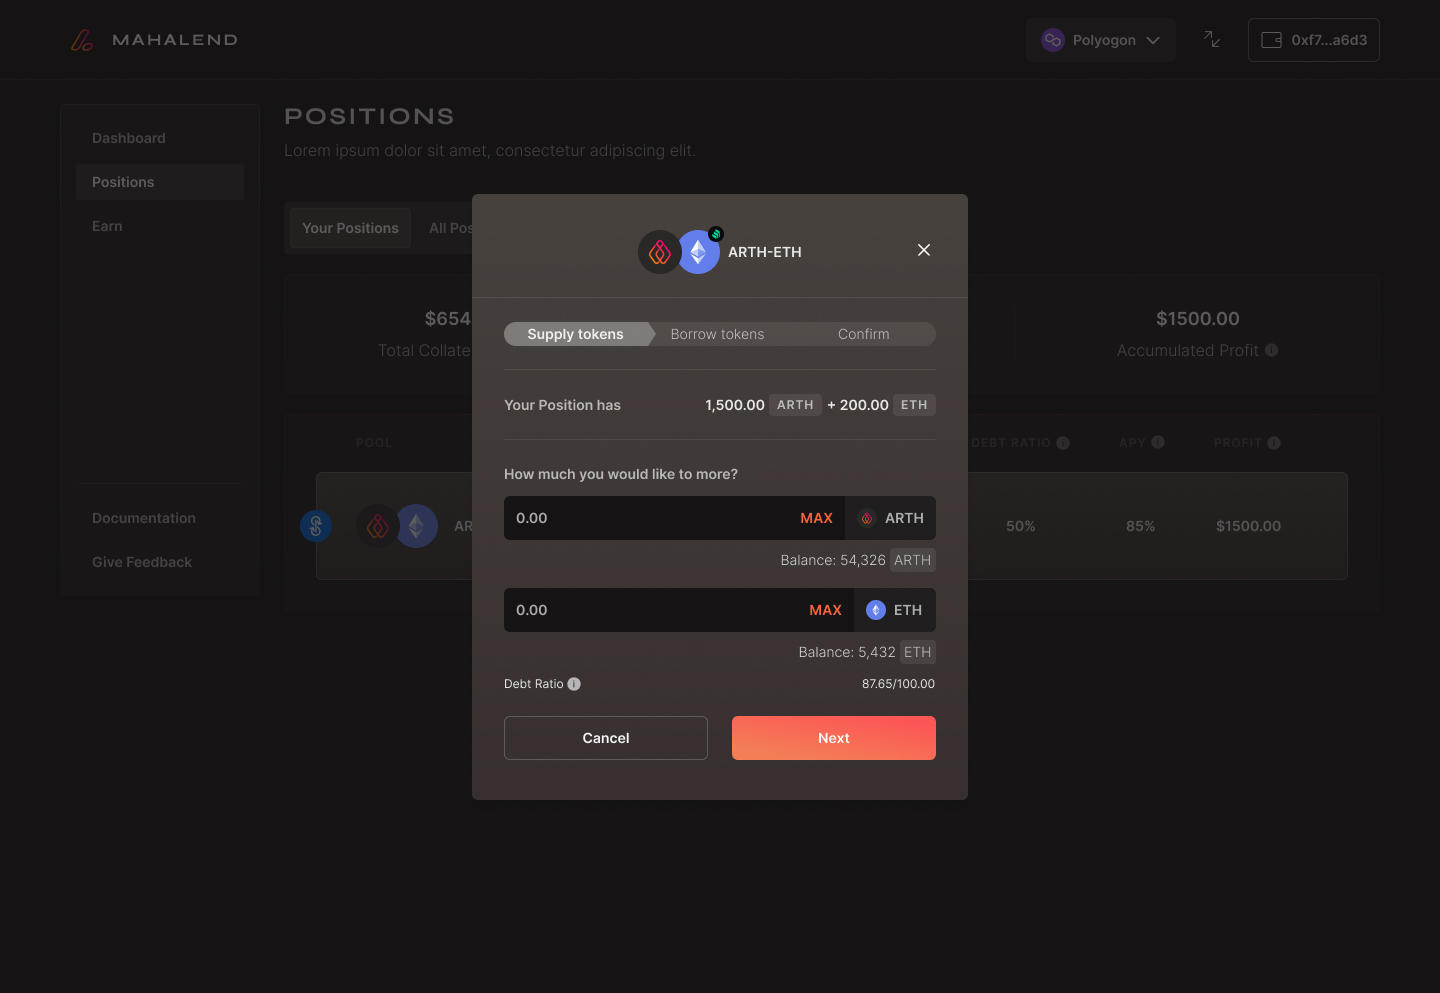 MAHALEND
Polyogon
0xf7...a6d3
Dashboard
Positions
Earn
Documentation
Give Feedback
POSITIONS
Lorem ipsum dolor sit amet, consectetur adipiscing elit.
Your Positions All Pos
$654
Total Collate
$1500.00
Accumulated Profit
POOL
DEBT RATIO APY PROFIT
AR
50% 85% $1500.00
ARTH-ETH
Supply tokens Borrow tokens Confirm
Your Position has 1,500.00 ARTH + 200.00 ETH
How much you would like to more?
0.00 MAX ARTH
Balance: 54,326 ARTH
0.00 MAX ETH
Balance: 5,432 ETH
Debt Ratio 87.65/100.00
Cancel Next